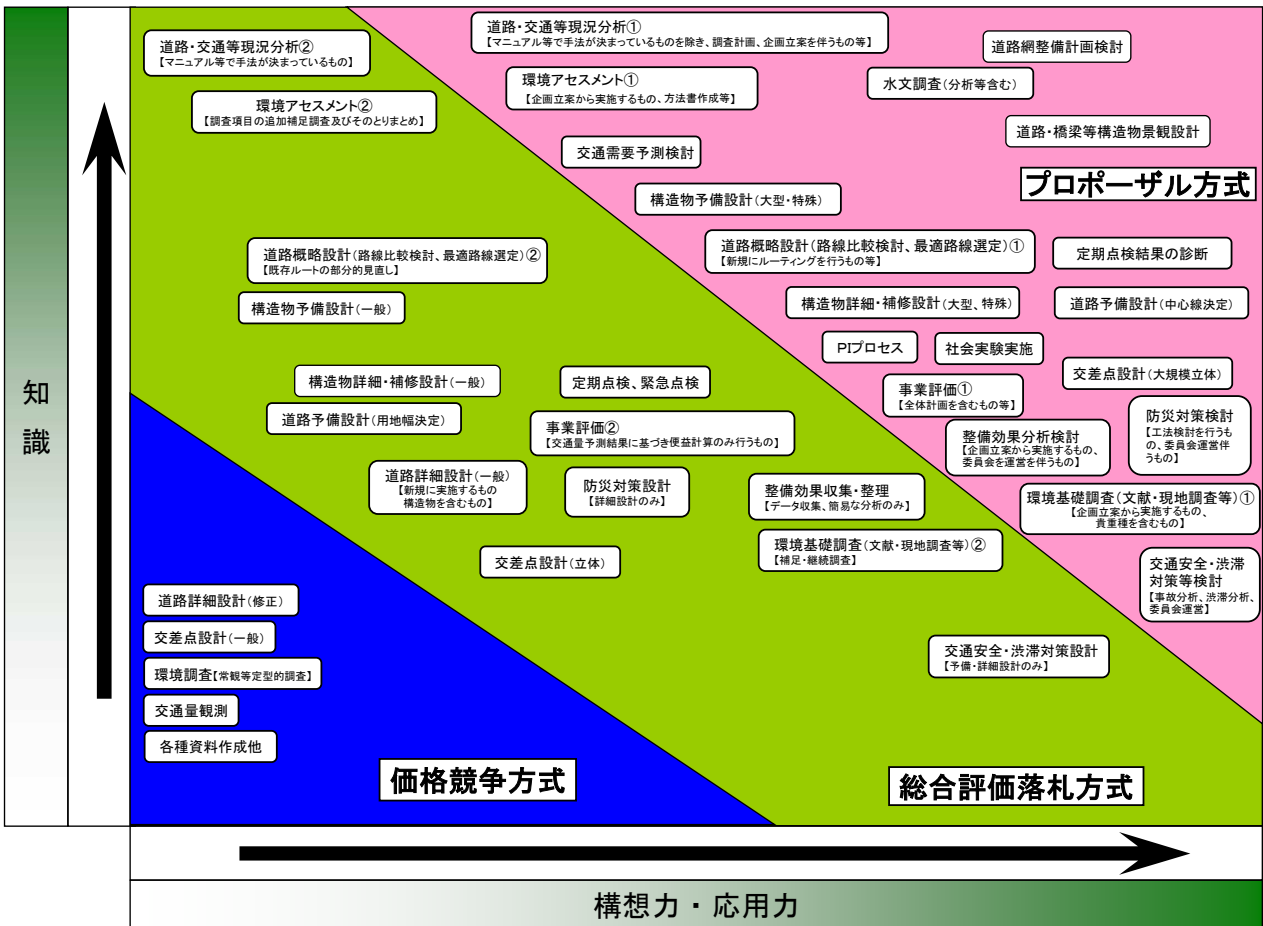 知
識
道路・交通等現況分析②
【マニュアル等で手法が決まっているもの】
環境アセスメント②
【調査項目の追加補足調査及びそのとりまとめ】
道路・交通等現況分析①
【マニュアル等で手法が決まっているものを除き、調査計画、企画立案を伴うもの等】
環境アセスメント①
【企画立案から実施するもの、方法書作成等】
道路網整備計画検討
水文調査(分析等含む)
道路・橋梁等構造物景観設計
交通需要予測検討
プロポーザル方式
構造物予備設計(大型・特殊)
道路概略設計(路線比較検討、最適路線選定)②
【既存ルートの部分的見直し】
道路概略設計(路線比較検討、最適路線選定)①
【新規にルーティングを行うもの等】
定期点検結果の診断
構造物予備設計(一般)
構造物詳細・補修設計(大型、特殊)
道路予備設計(中心線決定)
PIプロセス
社会実験実施
構造物詳細・補修設計(一般)
定期点検、緊急点検
交差点設計(大規模立体)
事業評価①
【全体計画を含むもの等】
道路予備設計(用地幅決定)
事業評価②
【交通量予測結果に基づき便益計算のみ行うもの】
防災対策検討
【工法検討を行うも
の、委員会運営伴
うもの】
整備効果分析検討
【企画立案から実施するもの、
委員会を運営を伴うもの】
道路詳細設計(一般)
【新規に実施するもの
構造物を含むもの】
防災対策設計
【詳細設計のみ】
整備効果収集・整理
【データ収集、簡易な分析のみ】
環境基礎調査(文献・現地調査等)①
【企画立案から実施するもの、
貴重種を含むもの】
環境基礎調査(文献・現地調査等)②
【補足・継続調査】
交差点設計(立体)
交通安全・渋滞
対策等検討
【事故分析、渋滞分析、
委員会運営】
道路詳細設計(修正)
交差点設計(一般)
環境調査【常観等定型的調査】
交通量観測
各種資料作成他
交通安全・渋滞対策設計
【予備・詳細設計のみ】
価格競争方式
総合評価落札方式
構想力・応用力